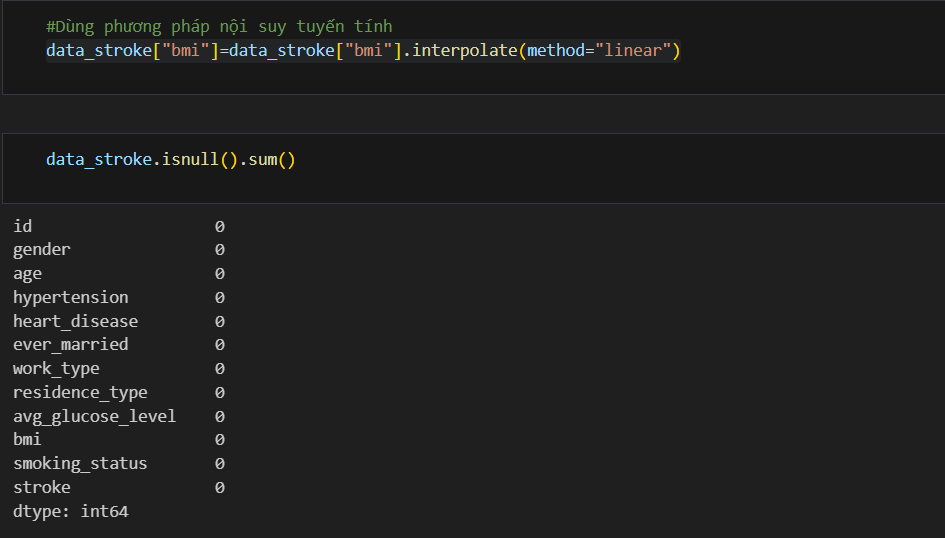 #Dùng phương pháp nội suy tuyến tính
data_stroke["bmi"]=data_stroke["bmi"].interpolate(method="linear")
data_stroke.isnull().sum()
id 0
gender 0
age 0
hypertension 0
heart_disease 0
ever_married 0
work_type 0
residence_type 0
avg_glucose_level 0
bmi 0
smoking_status 0
stroke 0
dtype: int64